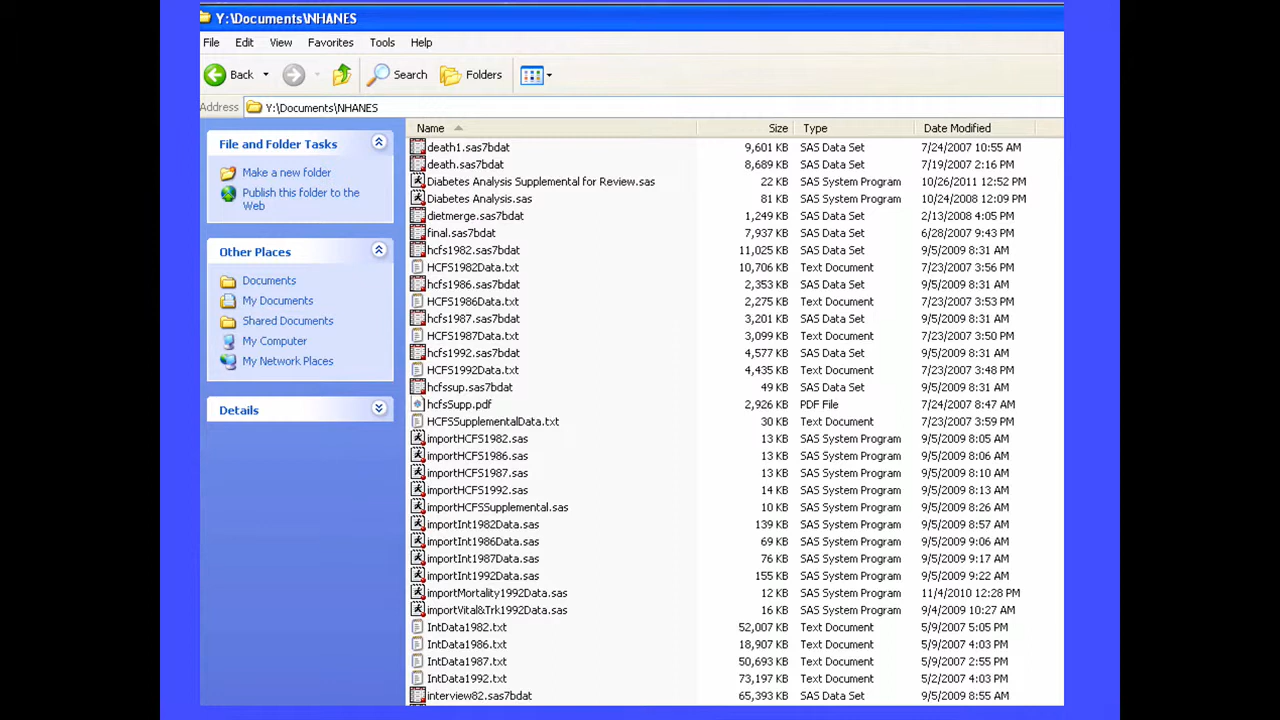 Y:\Documents\NHANES
File Edit View Favorites Tools Help
Back Search Folders
Address Y:\Documents\NHANES
File and Folder Tasks
Make a new folder
Publish this folder to the
Web
Other Places
Documents
My Documents
Shared Documents
My Computer
My Network Places
Details
Name Size Type Date Modified
death1.sas7bdat 9,601 KB SAS Data Set 7/24/2007 10:55 AM
death.sas7bdat 8,689 KB SAS Data Set 7/19/2007 2:16 PM
Diabetes Analysis Supplemental for Review.sas 22 KB SAS System Program 10/26/2011 12:52 PM
Diabetes Analysis.sas 81 KB SAS System Program 10/24/2008 12:09 PM
dietmerge.sas7bdat 1,249 KB SAS Data Set 2/13/2008 4:05 PM
final.sas7bdat 7,937 KB SAS Data Set 6/28/2007 9:43 PM
hcfs1982.sas7bdat 11,025 KB SAS Data Set 9/5/2009 8:31 AM
HCFS1982Data.txt 10,706 KB Text Document 7/23/2007 3:56 PM
hcfs1986.sas7bdat 2,353 KB SAS Data Set 9/5/2009 8:31 AM
HCFS1986Data.txt 2,275 KB Text Document 7/23/2007 3:53 PM
hcfs1987.sas7bdat 3,201 KB SAS Data Set 9/5/2009 8:31 AM
HCFS1987Data.txt 3,099 KB Text Document 7/23/2007 3:50 PM
hcfs1992.sas7bdat 4,577 KB SAS Data Set 9/5/2009 8:31 AM
HCFS1992Data.txt 4,435 KB Text Document 7/23/2007 3:48 PM
hcfssup.sas7bdat 49 KB SAS Data Set 9/5/2009 8:31 AM
hcfsSupp.pdf 2,926 KB PDF File 7/24/2007 8:47 AM
HCFSSupplementalData.txt 30 KB Text Document 7/23/2007 3:59 PM
importHCFS1982.sas 13 KB SAS System Program 9/5/2009 8:05 AM
importHCFS1986.sas 13 KB SAS System Program 9/5/2009 8:06 AM
importHCFS1987.sas 13 KB SAS System Program 9/5/2009 8:10 AM
importHCFS1992.sas 14 KB SAS System Program 9/5/2009 8:13 AM
importHCFSSupplemental.sas 10 KB SAS System Program 9/5/2009 8:26 AM
importInt1982Data.sas 139 KB SAS System Program 9/5/2009 8:57 AM
importInt1986Data.sas 69 KB SAS System Program 9/5/2009 9:06 AM
importInt1987Data.sas 76 KB SAS System Program 9/5/2009 9:17 AM
importInt1992Data.sas 155 KB SAS System Program 9/5/2009 9:22 AM
importMortality1992Data.sas 12 KB SAS System Program 11/4/2010 12:28 PM
importVital&Trk1992Data.sas 16 KB SAS System Program 9/4/2009 10:27 AM
IntData1982.txt 52,007 KB Text Document 5/9/2007 5:05 PM
IntData1986.txt 18,907 KB Text Document 5/9/2007 4:03 PM
IntData1987.txt 50,693 KB Text Document 5/9/2007 2:55 PM
IntData1992.txt 73,197 KB Text Document 5/2/2007 4:03 PM
interview82.sas7bdat 65,393 KB SAS Data Set 9/5/2009 8:55 AM